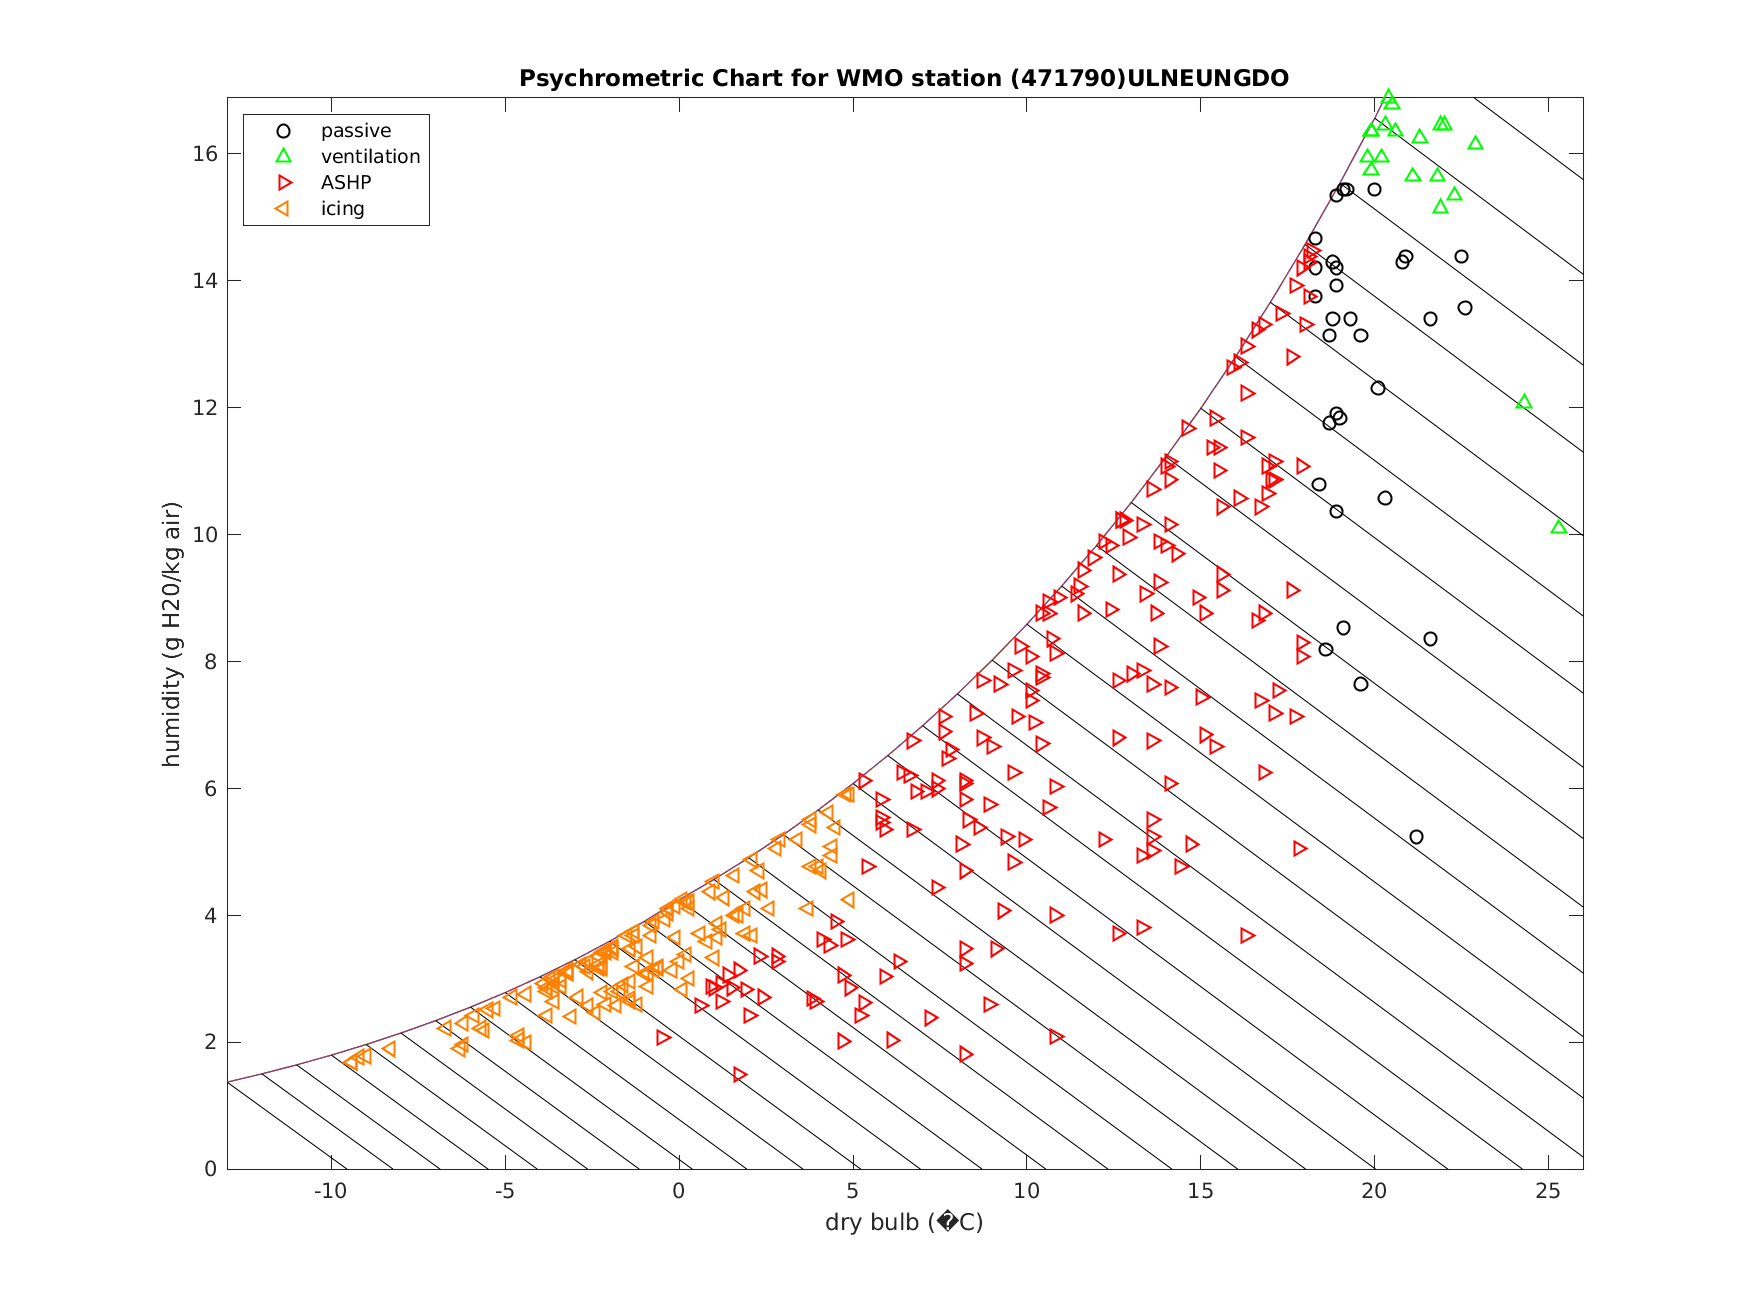 Psychrometric Chart for WMO station (471790)ULNEUNGDO
passive
ventilation
ASHP
icing
humidity (g H20/kg air)
16
14
12
10
8
6
4
2
0
-10 -5 0 5 10 15 20 25
dry bulb (�C)